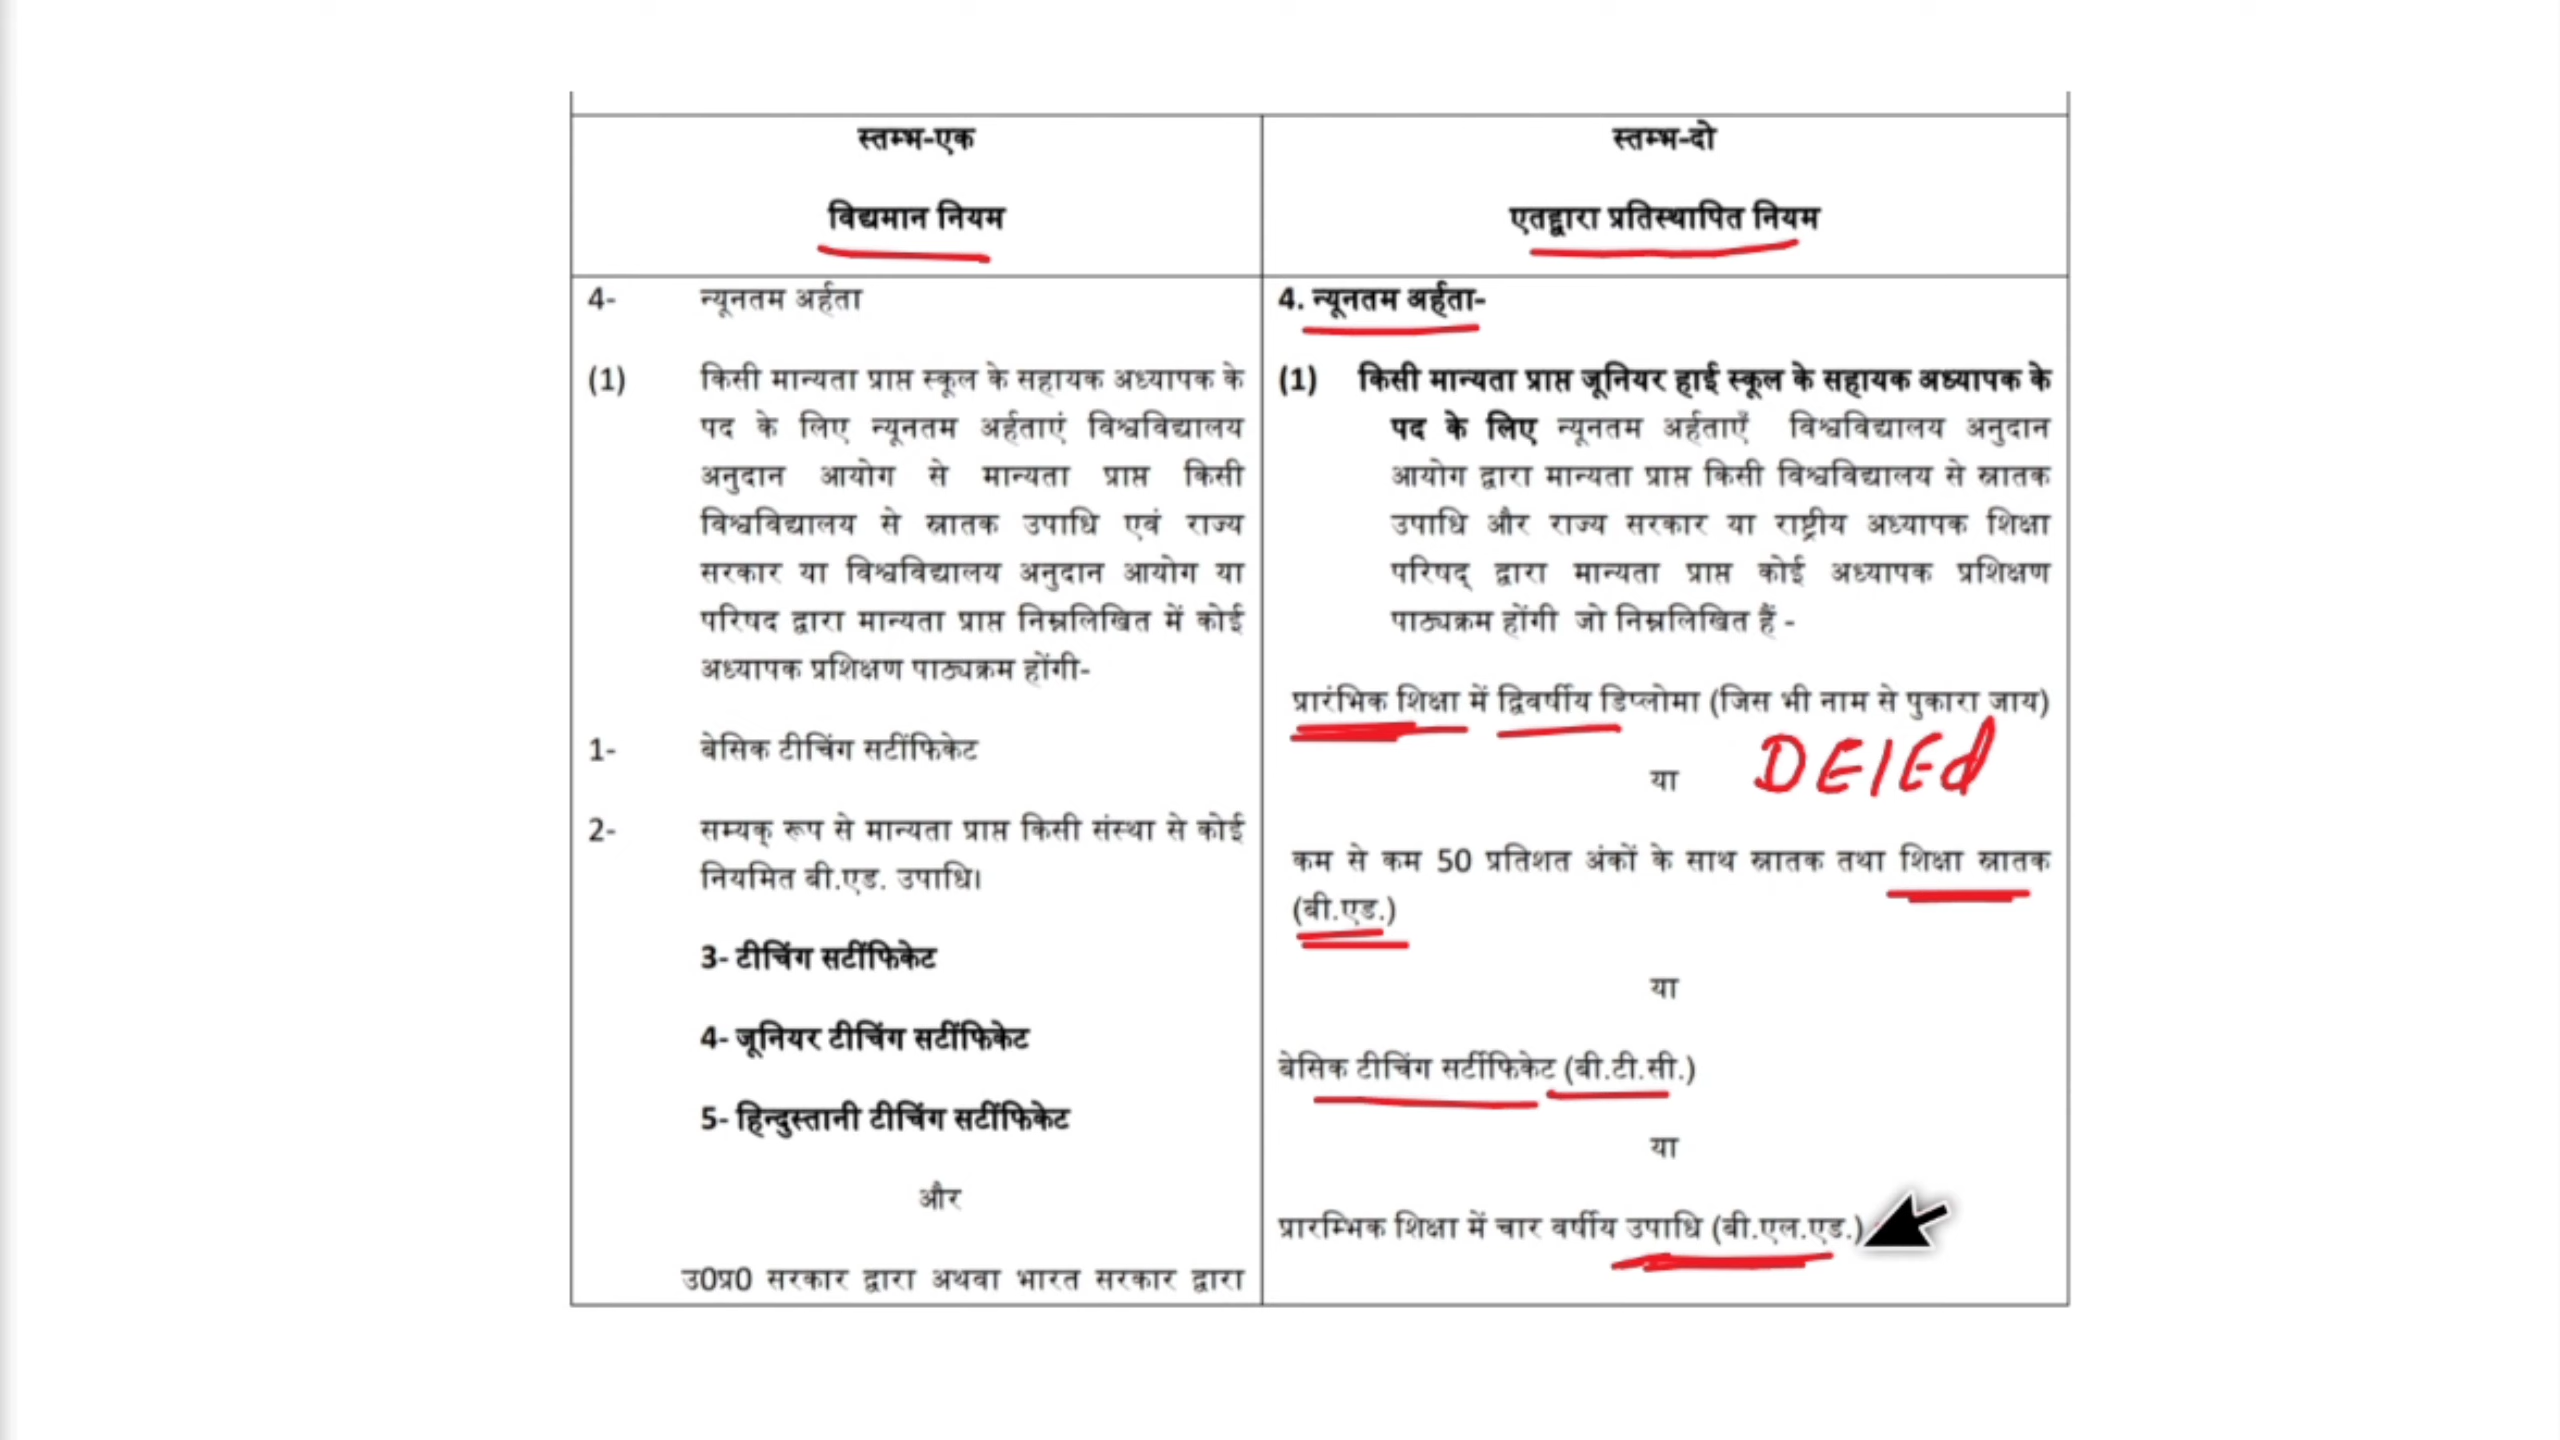 स्तम्भ-एक
विद्यमान नियम
स्तम्भ-दो
एतद्द्वारा प्रतिस्थापित नियम
4- न्यूनतम अर्हता
(1) किसी मान्यता प्राप्त स्कूल के सहायक अध्यापक के
पद के लिए न्यूनतम अर्हताएं विश्वविद्यालय
अनुदान आयोग से मान्यता प्राप्त किसी
विश्वविद्यालय से स्नातक उपाधि एवं राज्य
सरकार या विश्वविद्यालय अनुदान आयोग या
परिषद द्वारा मान्यता प्राप्त निम्नलिखित में कोई
अध्यापक प्रशिक्षण पाठ्यक्रम होंगी-
1- बेसिक टीचिंग सर्टीफिकेट
2- सम्यक् रूप से मान्यता प्राप्त किसी संस्था से कोई
नियमित बी.एड. उपाधि।
3- टीचिंग सर्टीफिकेट
4- जूनियर टीचिंग सर्टीफिकेट
5- हिन्दुस्तानी टीचिंग सर्टीफिकेट
और
उ0प्र0 सरकार द्वारा अथवा भारत सरकार द्वारा
4. न्यूनतम अर्हता-
(1) किसी मान्यता प्राप्त जूनियर हाई स्कूल के सहायक अध्यापक के
पद के लिए न्यूनतम अर्हताएँ विश्वविद्यालय अनुदान
आयोग द्वारा मान्यता प्राप्त किसी विश्वविद्यालय से स्नातक
उपाधि और राज्य सरकार या राष्ट्रीय अध्यापक शिक्षा
परिषद् द्वारा मान्यता प्राप्त कोई अध्यापक प्रशिक्षण
पाठ्यक्रम होंगी जो निम्नलिखित हैं -
प्रारंभिक शिक्षा में द्विवर्षीय डिप्लोमा (जिस भी नाम से पुकारा जाय)
या DElEd
कम से कम 50 प्रतिशत अंकों के साथ स्नातक तथा शिक्षा स्नातक
(बी.एड.)
या
बेसिक टीचिंग सर्टीफिकेट (बी.टी.सी.)
या
प्रारम्भिक शिक्षा में चार वर्षीय उपाधि (बी.एल.एड.)